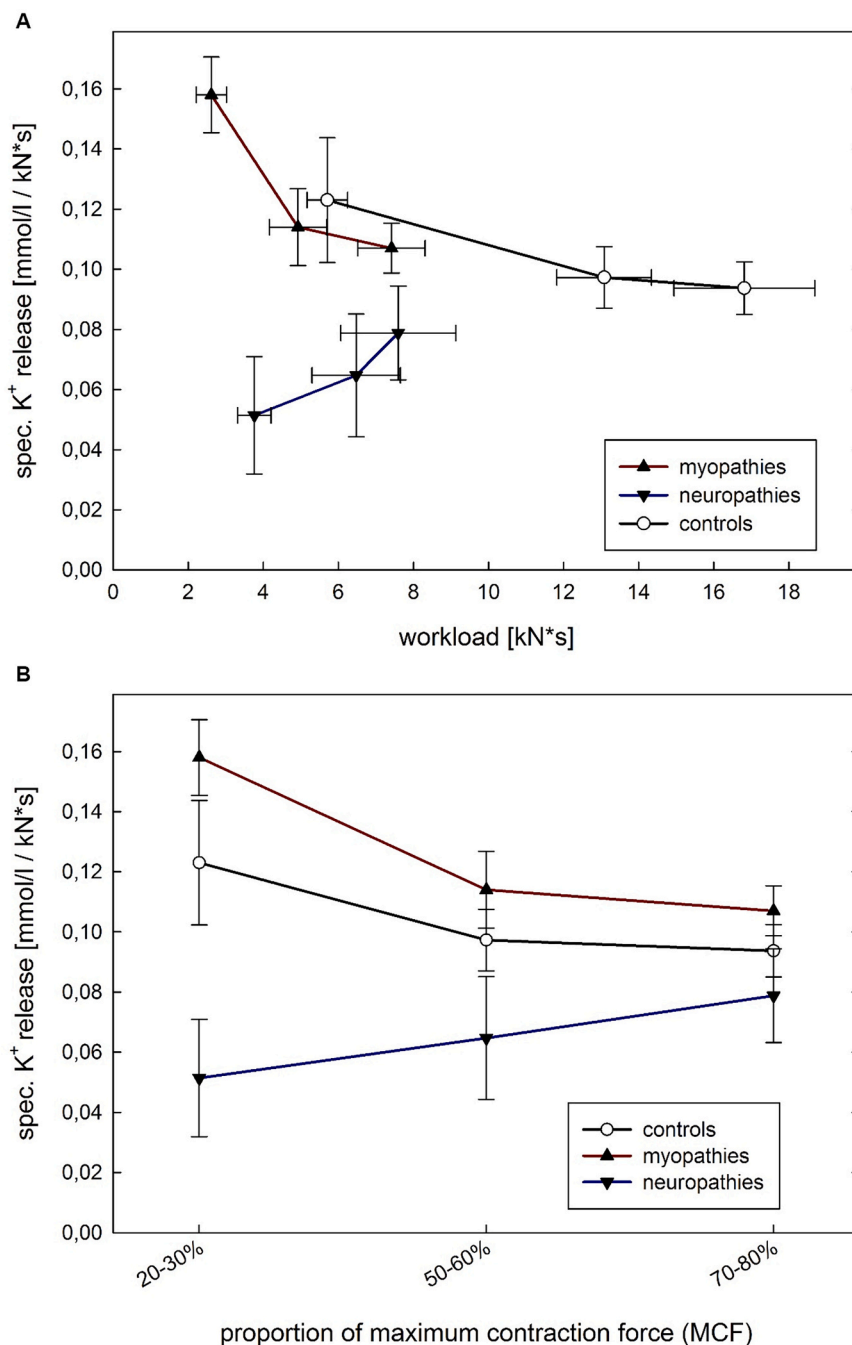 A
spec. K+ release [mmol/l / kN*s]
0,16
0,14
0,12
0,10
0,08
0,06
0,04
0,02
0,00
0 2 4 6 8 10 12 14 16 18
workload [kN*s]
myopathies
neuropathies
controls
B
spec. K+ release [mmol/l / kN*s]
0,16
0,14
0,12
0,10
0,08
0,06
0,04
0,02
0,00
20-30% 50-60% 70-80%
proportion of maximum contraction force (MCF)
controls
myopathies
neuropathies